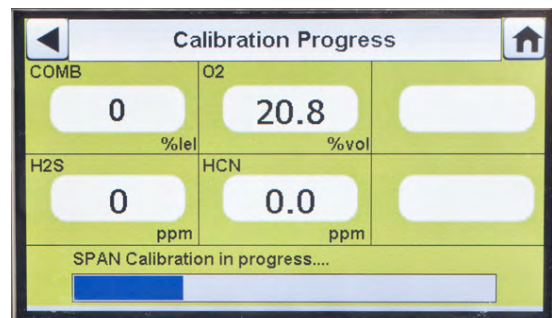 Calibration Progress
COMB
0
%lel
O2
20.8
%vol
H2S
0
ppm
HCN
0.0
ppm
SPAN Calibration in progress....